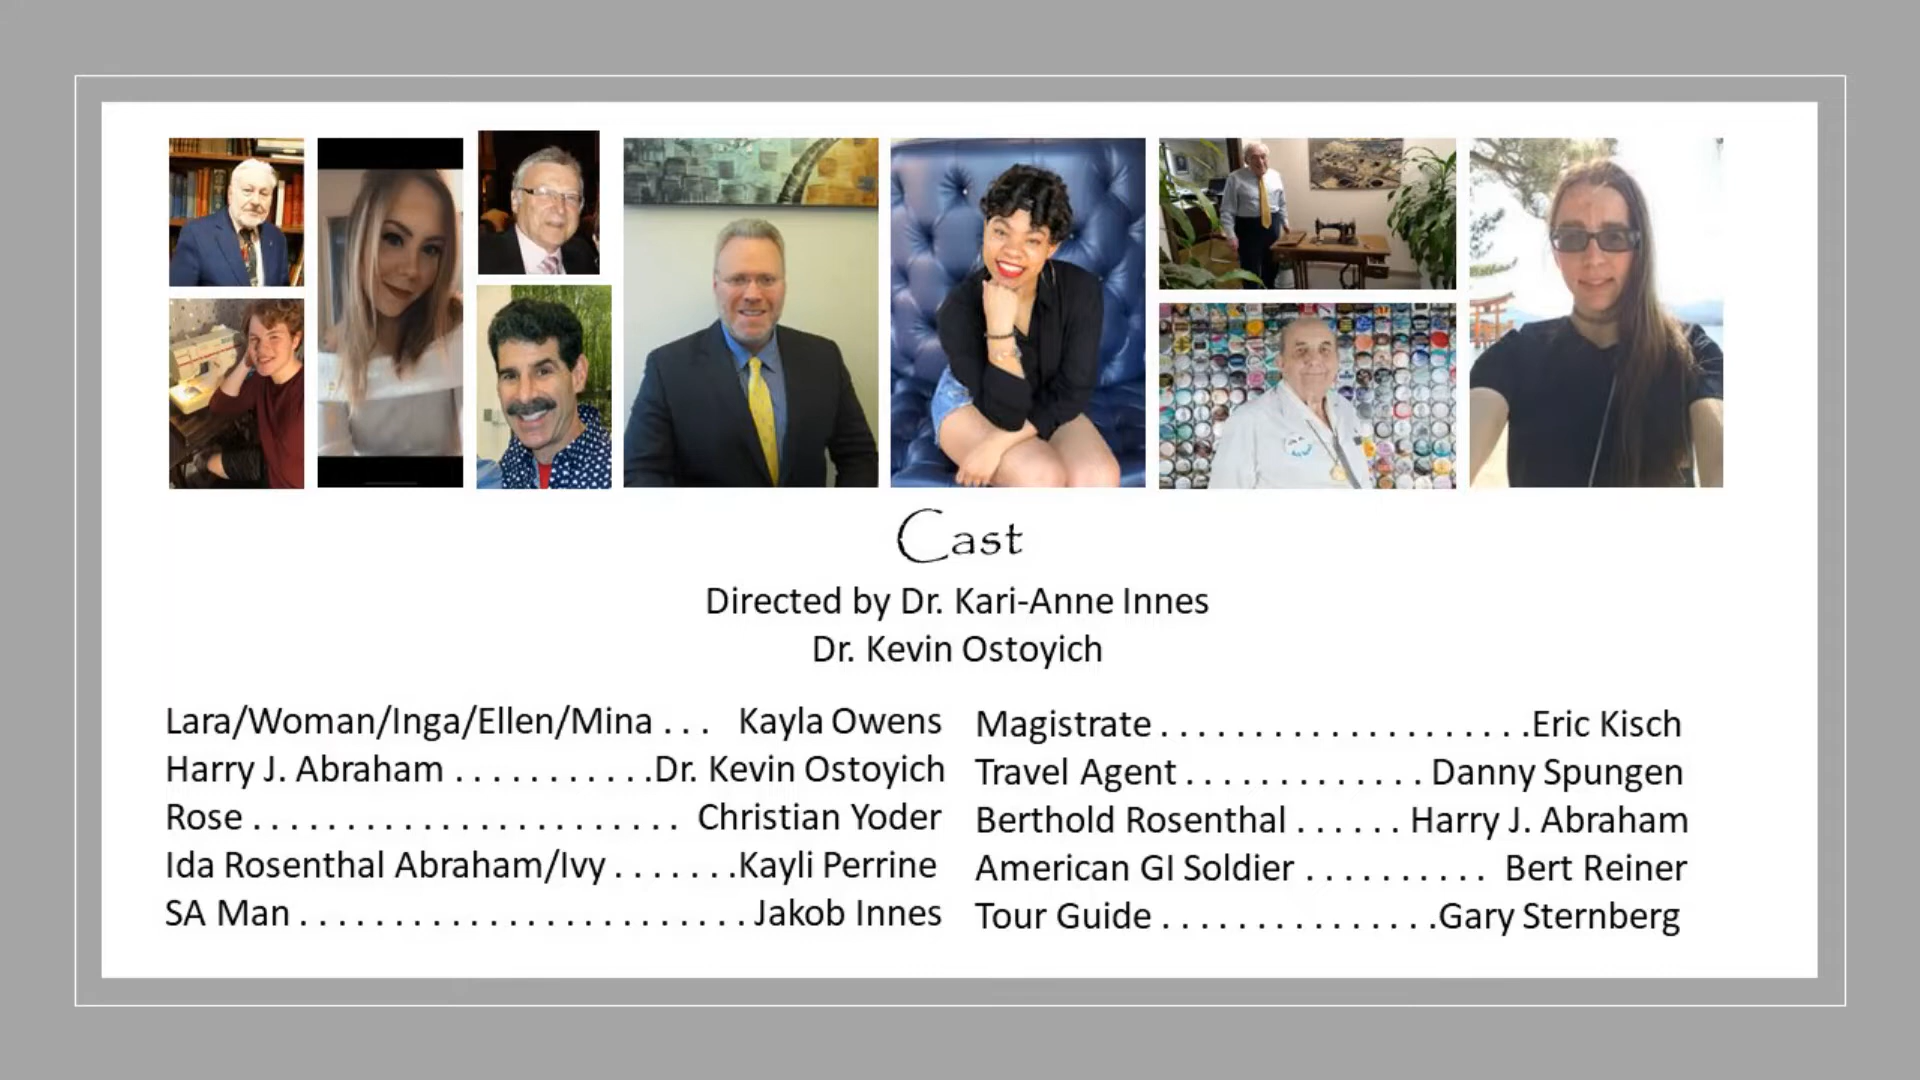 Cast
Directed by Dr. Kari-Anne Innes
Dr. Kevin Ostoyich
Lara/Woman/Inga/Ellen/Mina . . . Kayla Owens
Harry J. Abraham . . . . . . . . . . .Dr. Kevin Ostoyich
Rose . . . . . . . . . . . . . . . . . . . . . . . Christian Yoder
Ida Rosenthal Abraham/Ivy . . . . . . .Kayli Perrine
SA Man . . . . . . . . . . . . . . . . . . . . . . . . Jakob Innes
Magistrate . . . . . . . . . . . . . . . . . . . .Eric Kisch
Travel Agent . . . . . . . . . . . . . Danny Spungen
Berthold Rosenthal . . . . . . Harry J. Abraham
American GI Soldier . . . . . . . . . . Bert Reiner
Tour Guide . . . . . . . . . . . . . . .Gary Sternberg